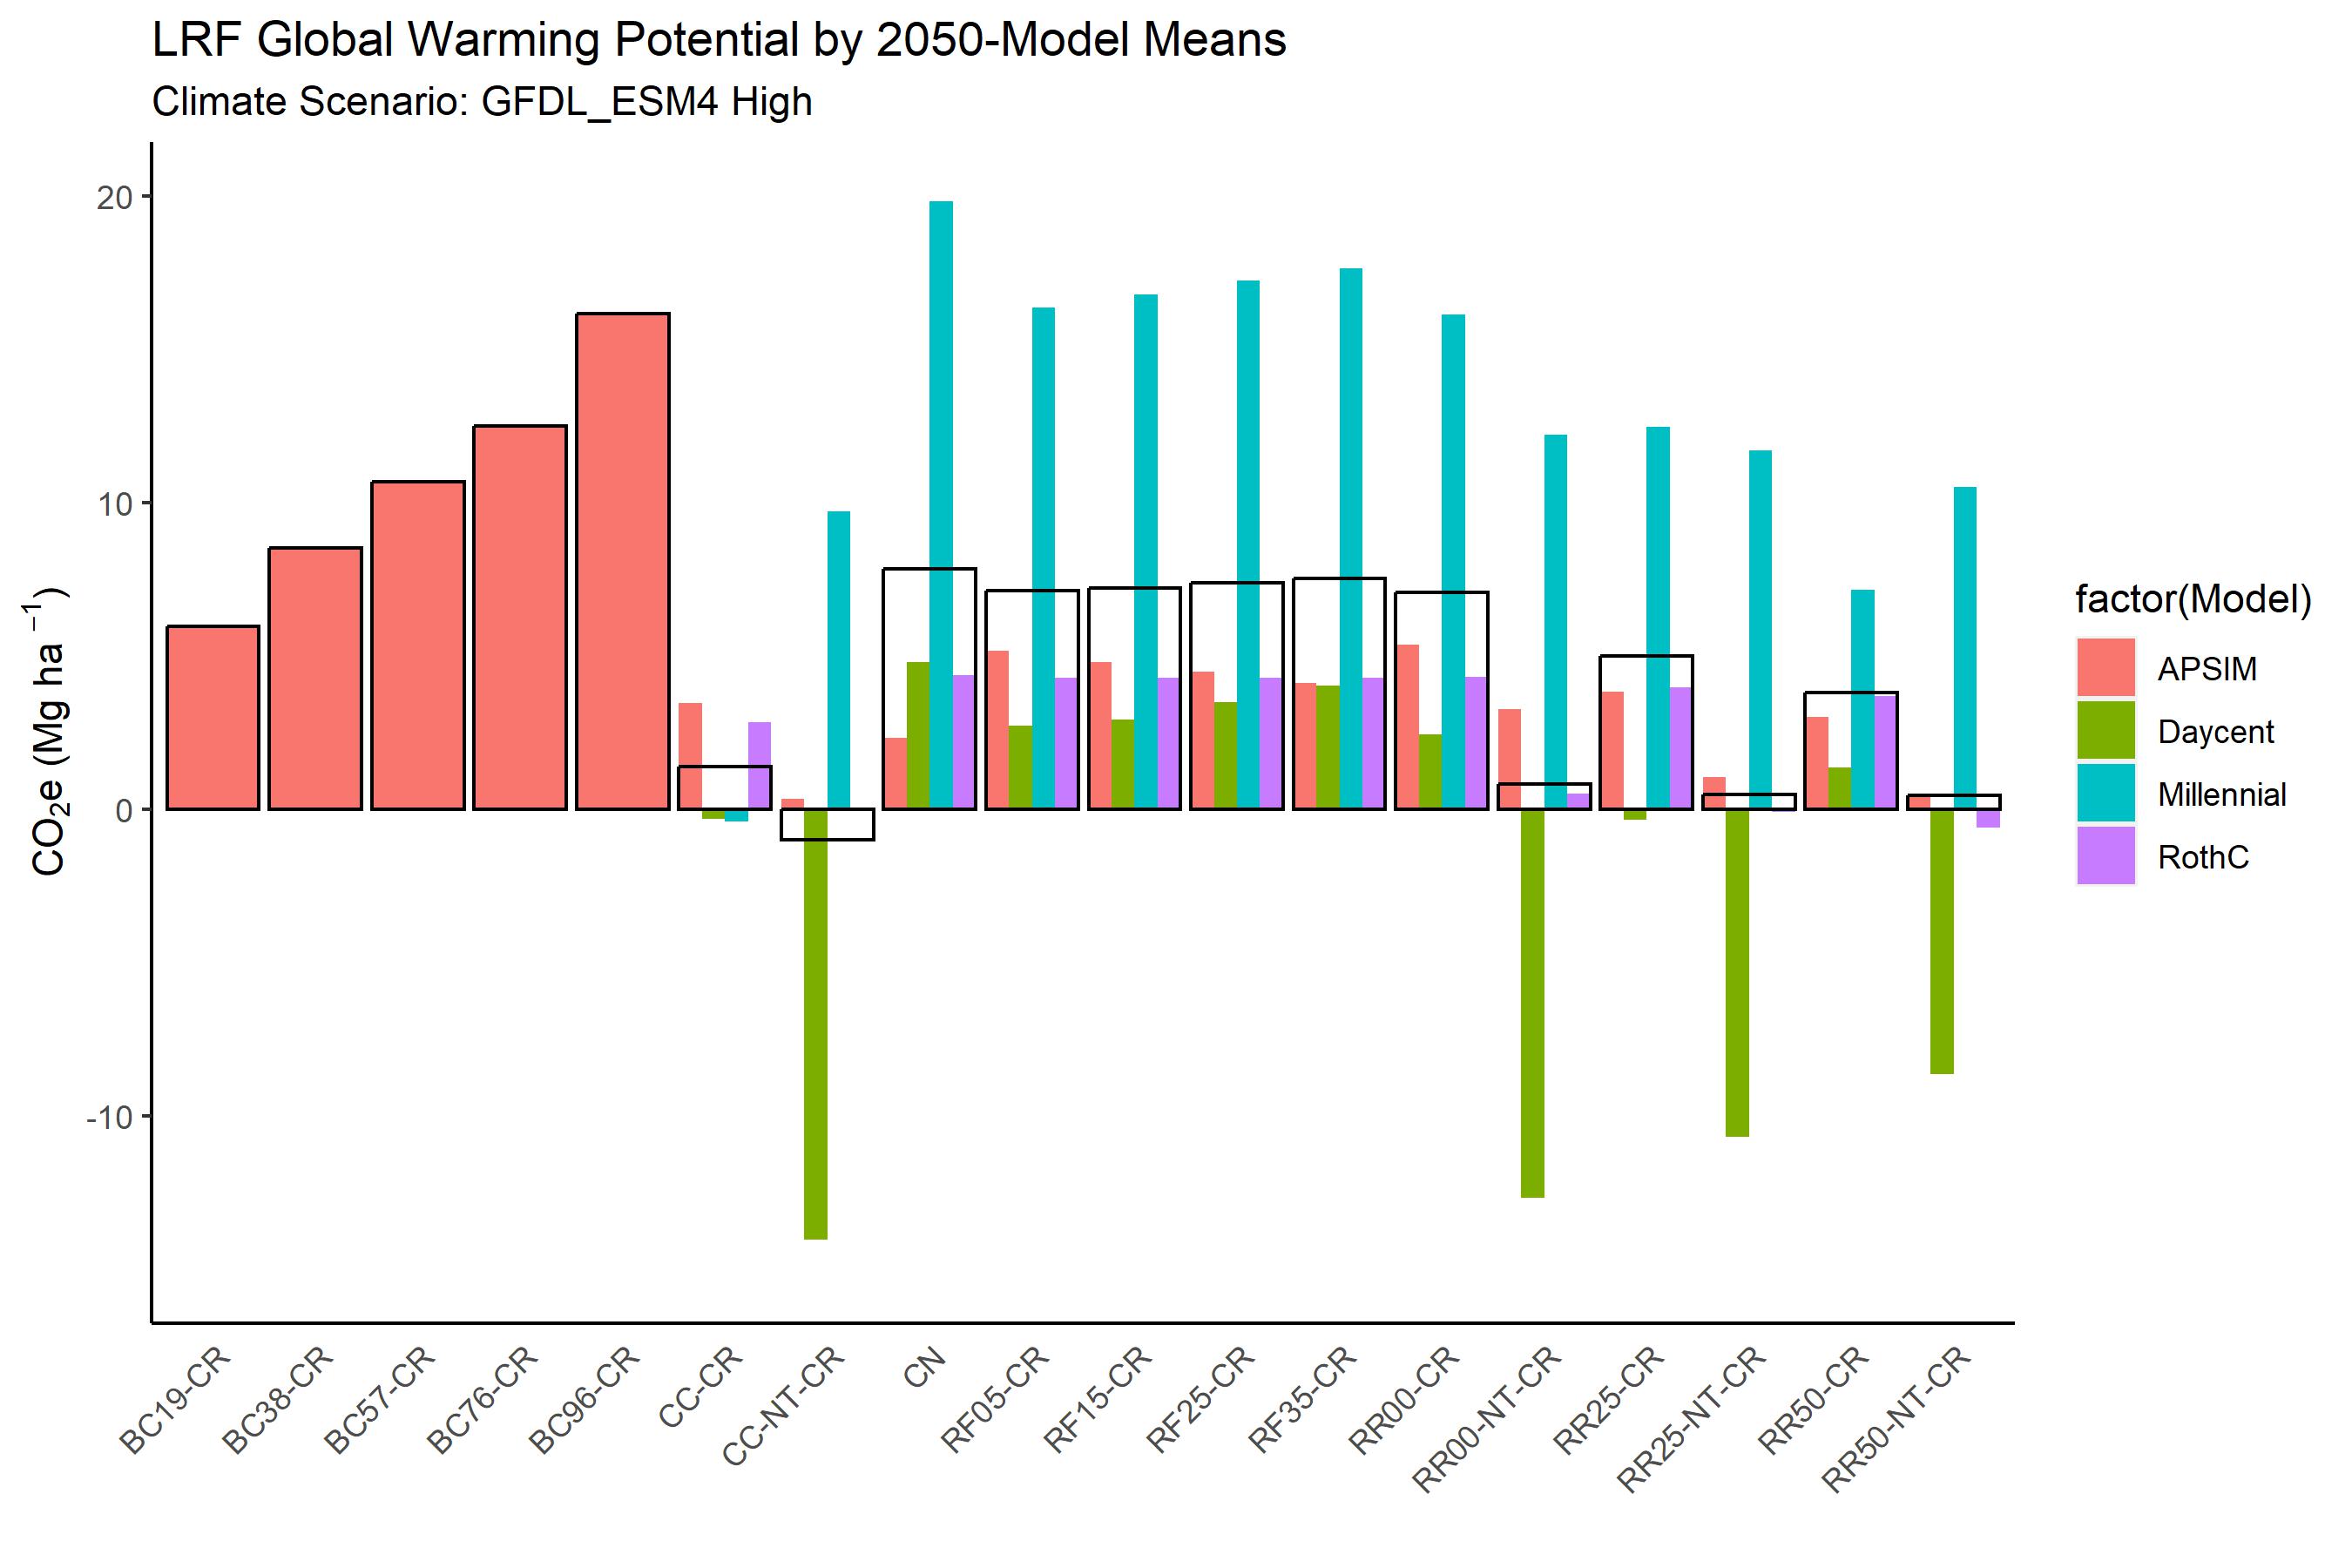 LRF Global Warming Potential by 2050-Model Means
Climate Scenario: GFDL_ESM4 High
CO₂e (Mg ha ⁻¹)
20
10
0
-10
BC19-CR
BC38-CR
BC57-CR
BC76-CR
BC96-CR
CC-CR
CC-NT-CR
CN
RF05-CR
RF15-CR
RF25-CR
RF35-CR
RR00-CR
RR00-NT-CR
RR25-CR
RR25-NT-CR
RR50-CR
RR50-NT-CR
factor(Model)
APSIM
Daycent
Millennial
RothC